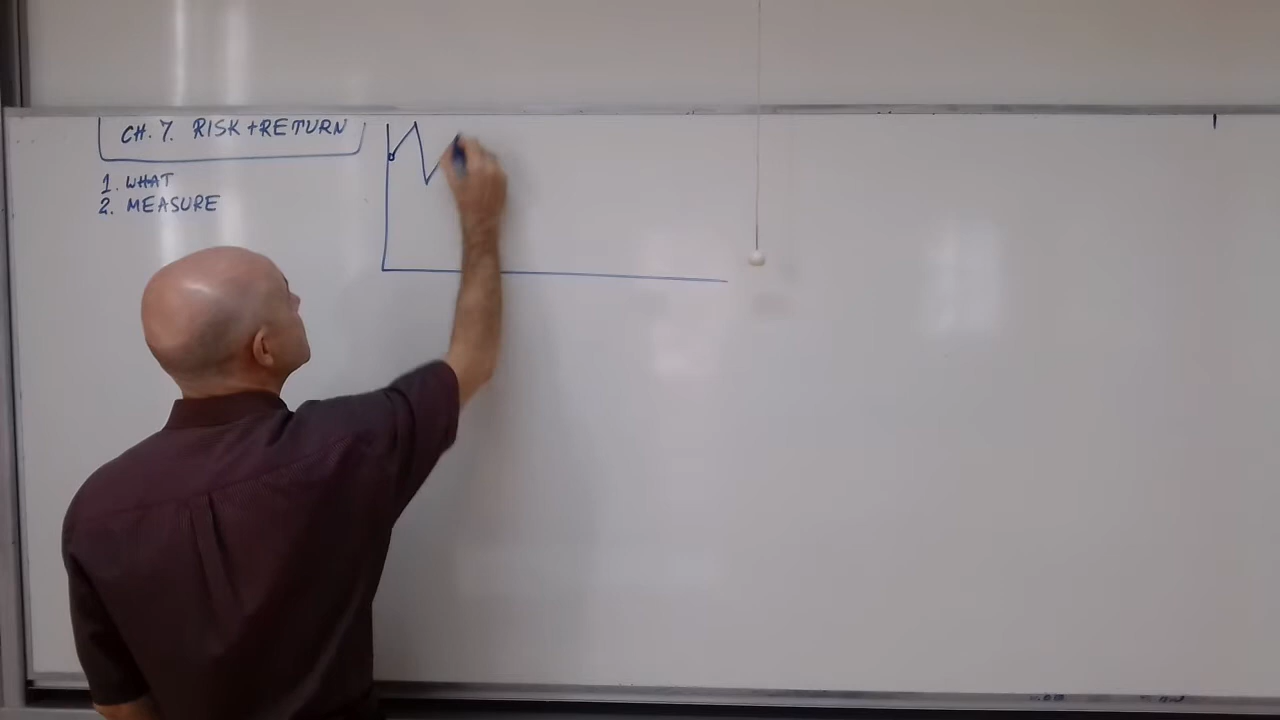 CH. 7. RISK + RETURN
1. WHAT
2. MEASURE